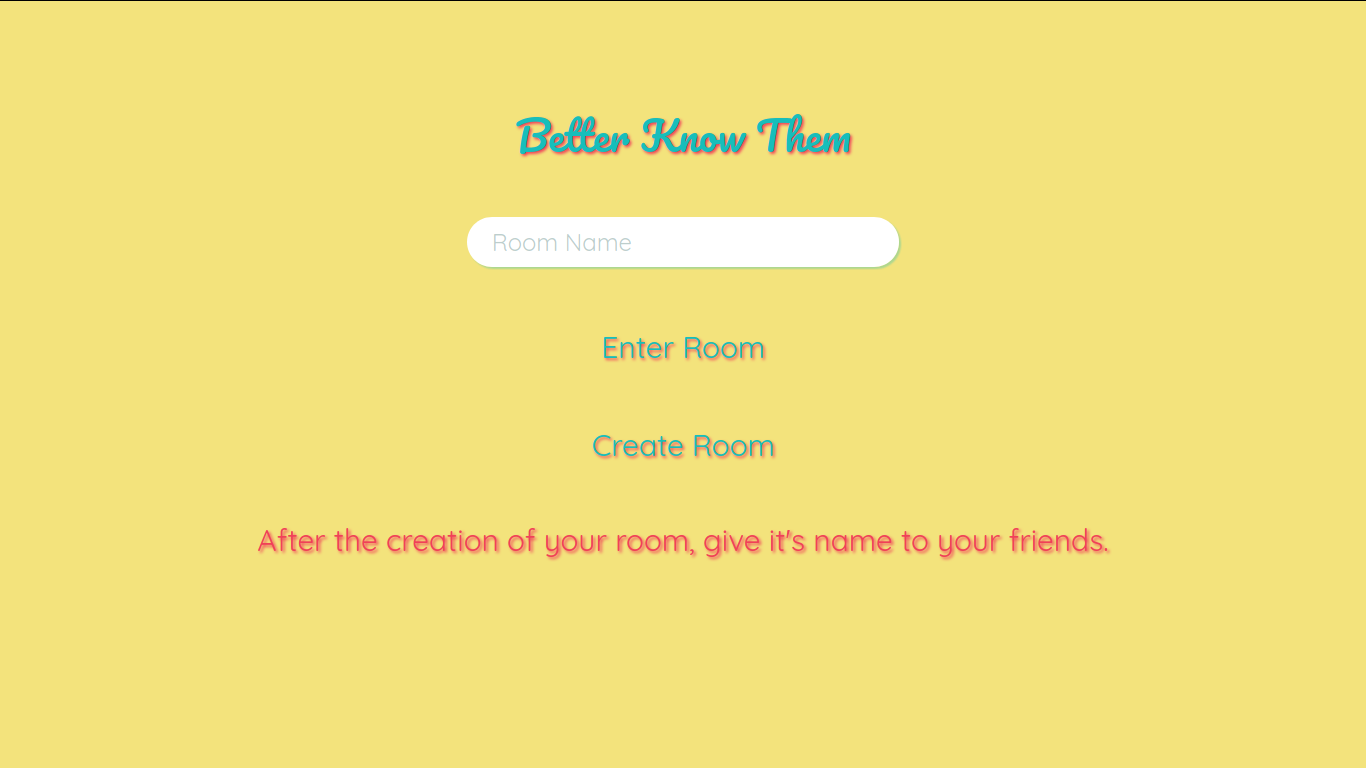 Better Know Them
Room Name
Enter Room
Create Room
After the creation of your room, give it's name to your friends.